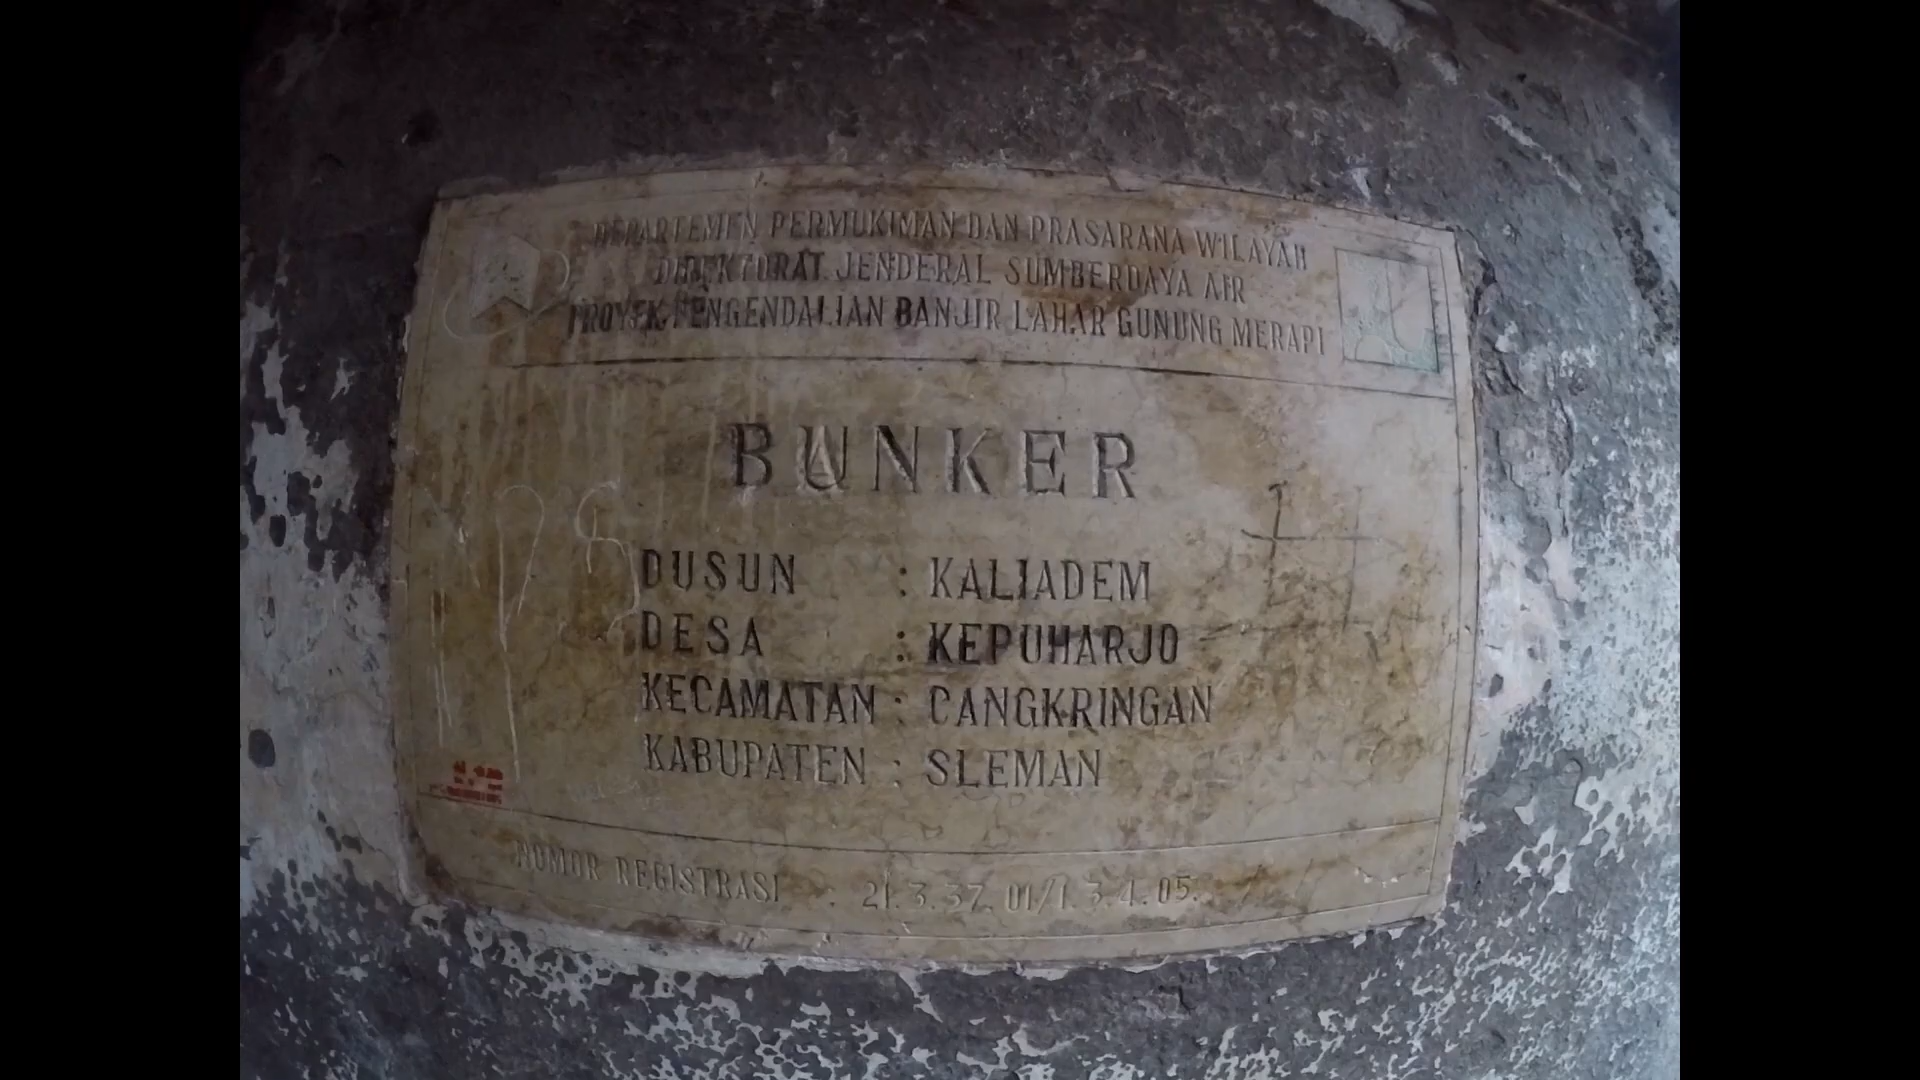 DEPARTEMEN PERMUKIMAN DAN PRASARANA WILAYAH
DIREKTORAT JENDERAL SUMBERDAYA AIR
PROYEK PENGENDALIAN BANJIR LAHAR GUNUNG MERAPI
BUNKER
DUSUN : KALIADEM
DESA : KEPUHARJO
KECAMATAN : CANGKRINGAN
KABUPATEN : SLEMAN
NOMOR REGISTRASI : 21.3.37.01/1.3.4.05.